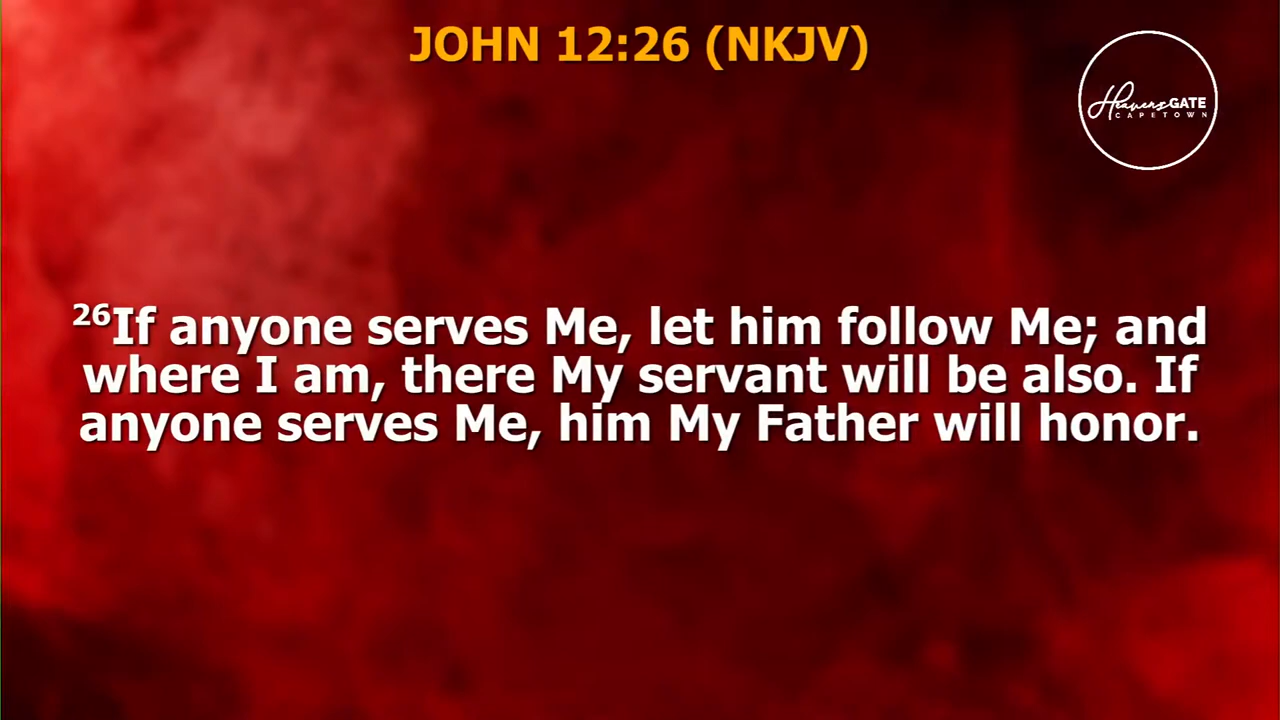 JOHN 12:26 (NKJV)
HeavensGATE
CAPETOWN
²⁶If anyone serves Me, let him follow Me; and
where I am, there My servant will be also. If
anyone serves Me, him My Father will honor.